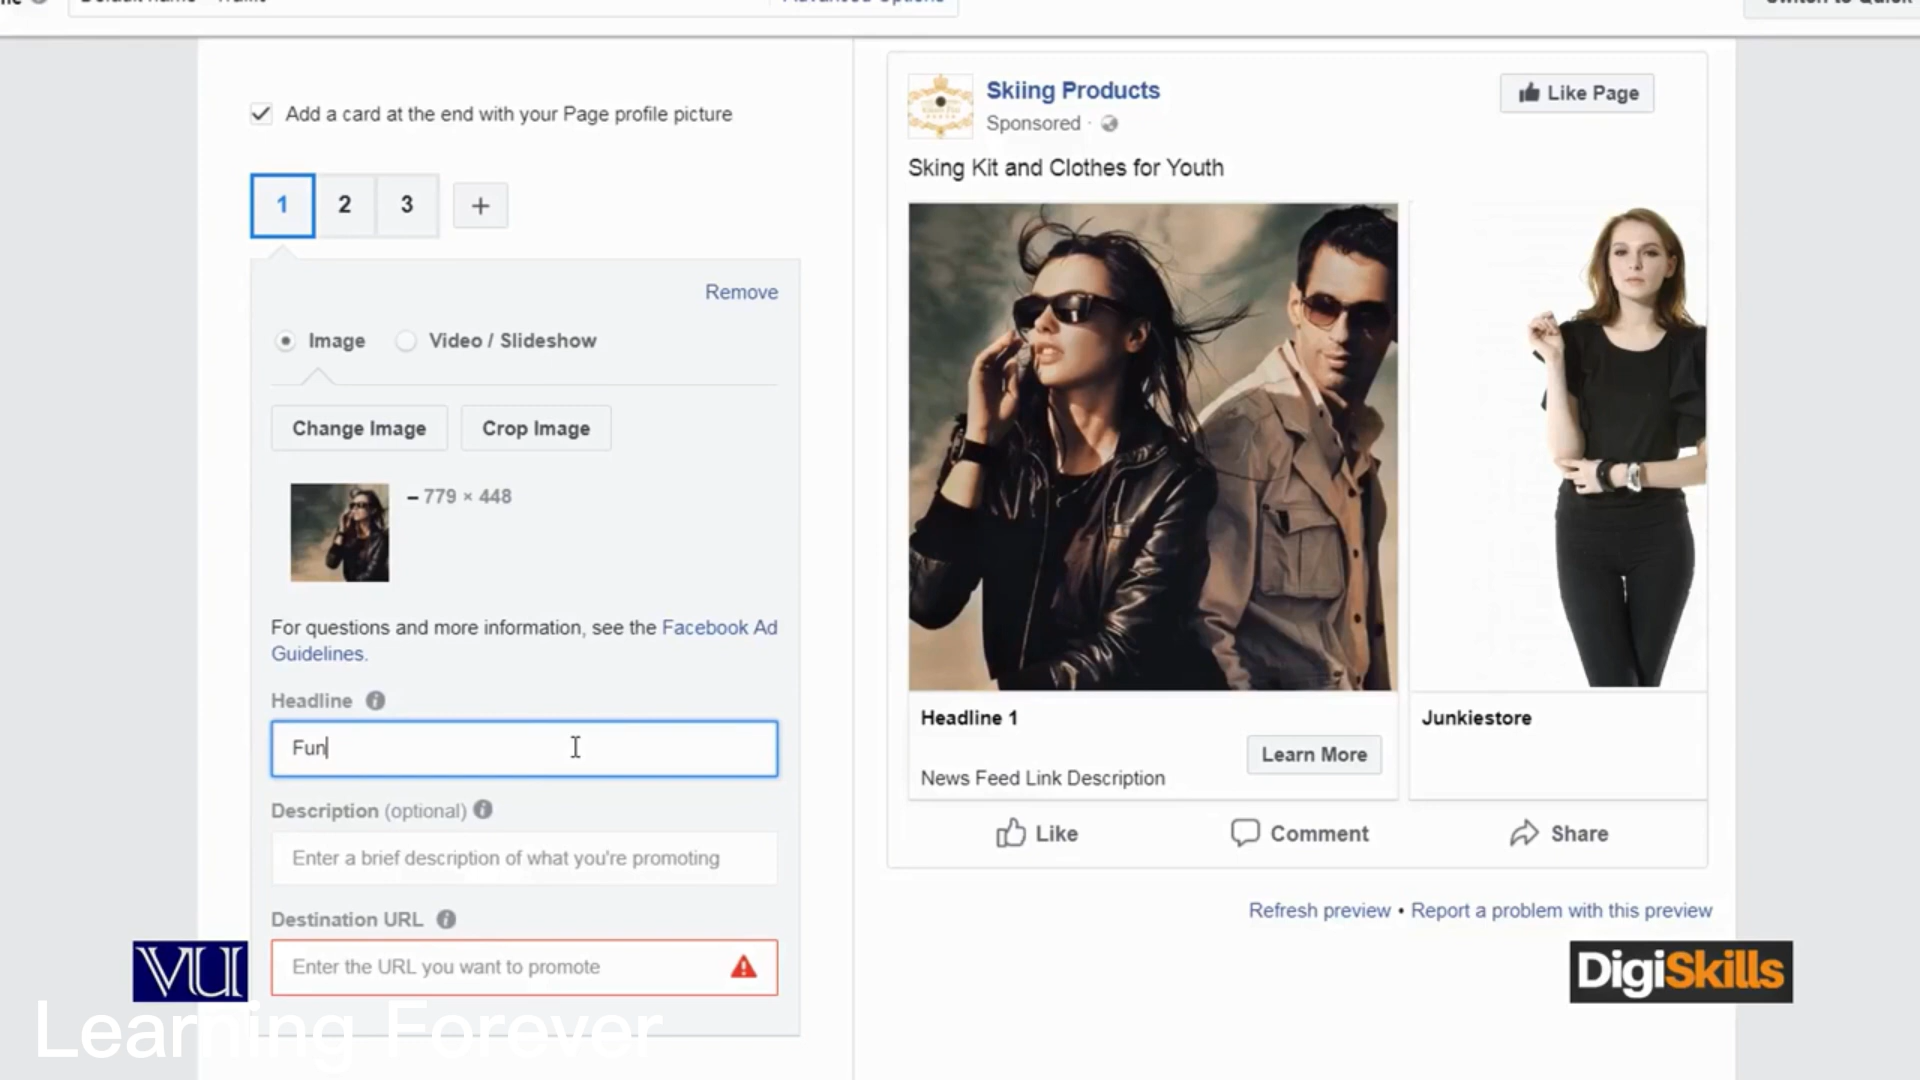 Add a card at the end with your Page profile picture
1 2 3 +
Remove
Image Video / Slideshow
Change Image Crop Image
– 779 × 448
For questions and more information, see the Facebook Ad
Guidelines.
Headline
Fun
Description (optional)
Enter a brief description of what you're promoting
Destination URL
Enter the URL you want to promote
Skiing Products
Sponsored ·
Like Page
Sking Kit and Clothes for Youth
Headline 1
News Feed Link Description
Learn More
Junkiestore
Like Comment Share
Refresh preview • Report a problem with this preview
VU
DigiSkills
Learning Forever